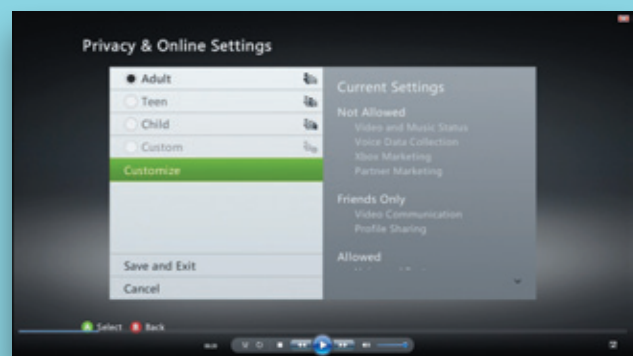 Privacy & Online Settings
Adult
Teen
Child
Custom
Customize
Save and Exit
Cancel
Current Settings
Not Allowed
Video and Music Status
Voice Data Collection
Xbox Marketing
Partner Marketing
Friends Only
Video Communication
Profile Sharing
Allowed
A Select B Back